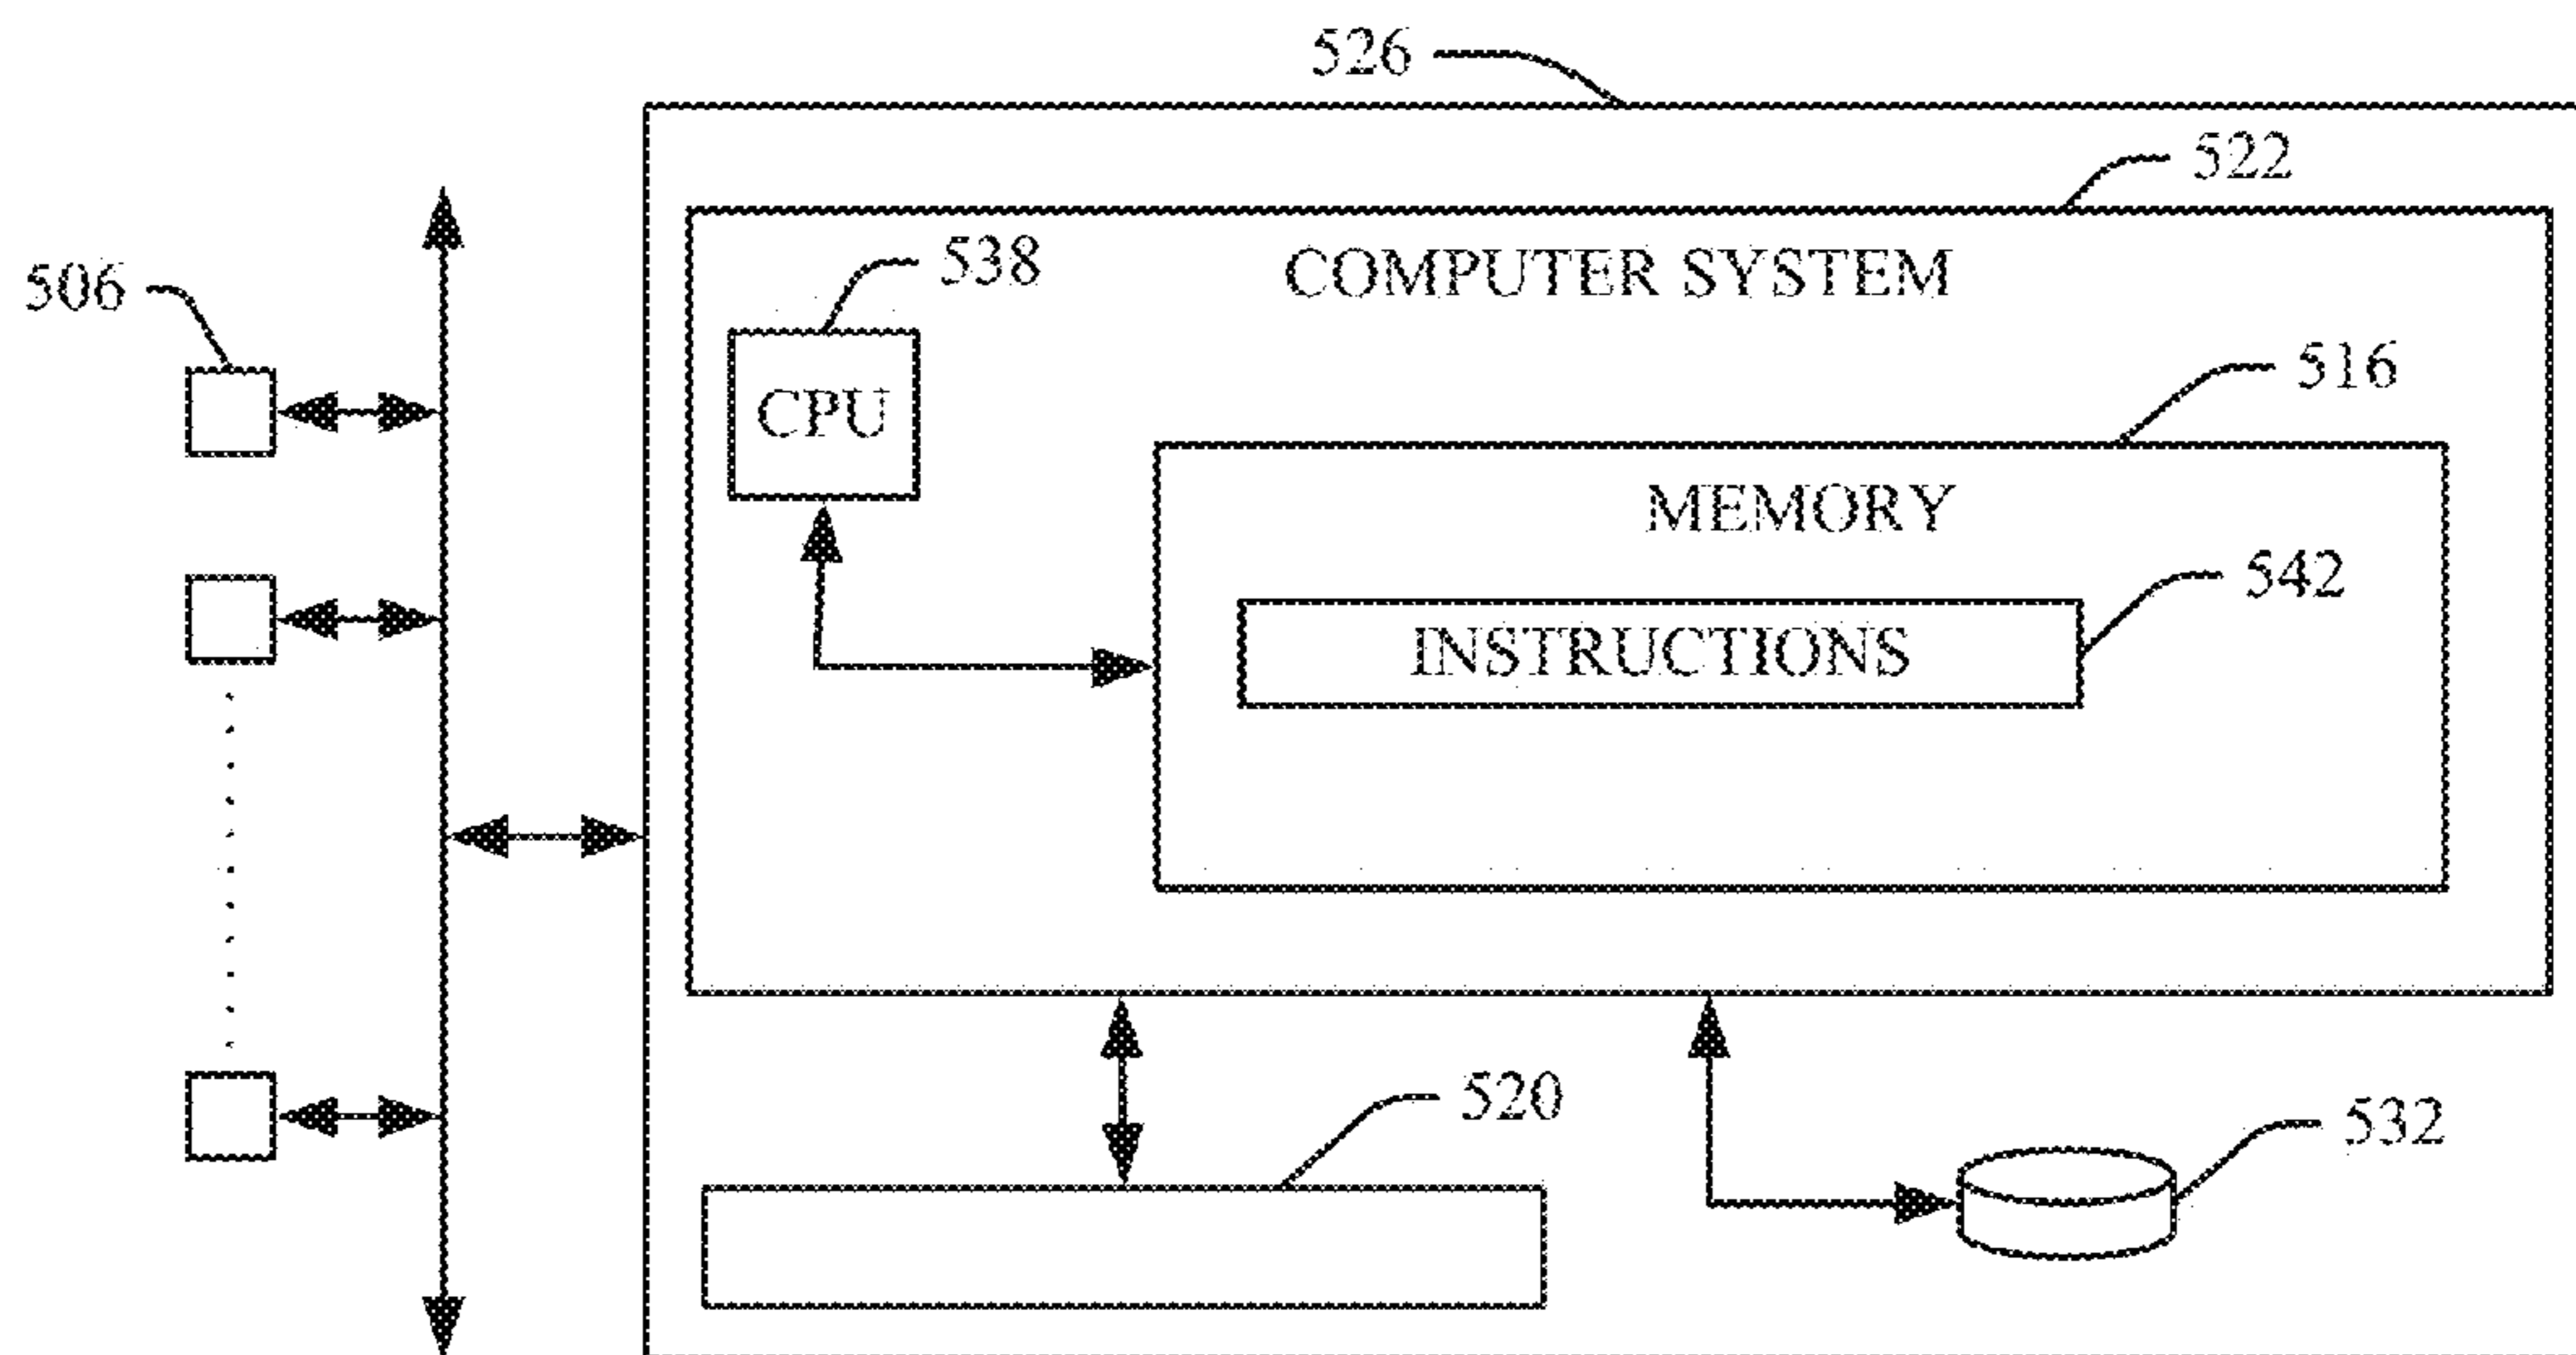 526
522
538
COMPUTER SYSTEM
506
516
CPU
MEMORY
542
INSTRUCTIONS
520
532